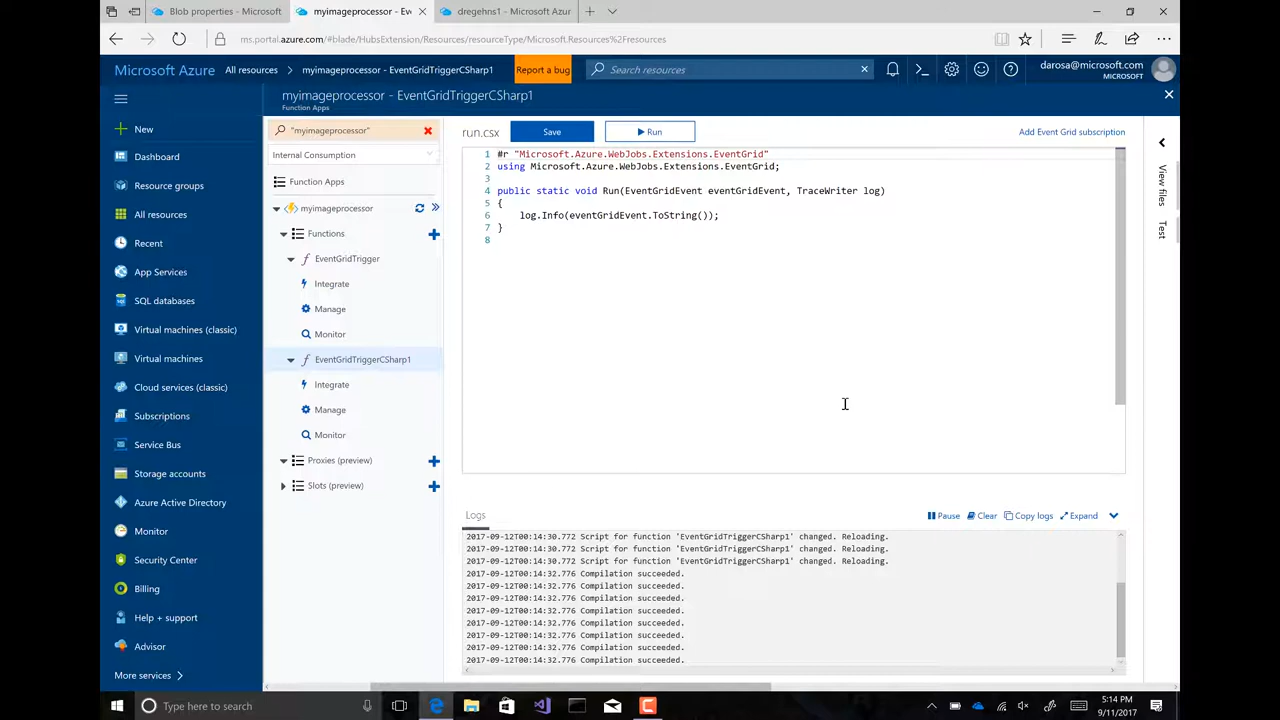 Blob properties - Microsoft
myimageprocessor - Eve
dregehns1 - Microsoft Azur
ms.portal.azure.com/#blade/HubsExtension/Resources/resourceType/Microsoft.Resources%2Fresources
Microsoft Azure
All resources
myimageprocessor - EventGridTriggerCSharp1
Report a bug
Search resources
darosa@microsoft.com
MICROSOFT
myimageprocessor - EventGridTriggerCSharp1
Function Apps
New
Dashboard
Resource groups
All resources
Recent
App Services
SQL databases
Virtual machines (classic)
Virtual machines
Cloud services (classic)
Subscriptions
Service Bus
Storage accounts
Azure Active Directory
Monitor
Security Center
Billing
Help + support
Advisor
More services
"myimageprocessor"
Internal Consumption
Function Apps
myimageprocessor
Functions
EventGridTrigger
Integrate
Manage
Monitor
EventGridTriggerCSharp1
Integrate
Manage
Monitor
Proxies (preview)
Slots (preview)
run.csx
Save
Run
Add Event Grid subscription
1 #r "Microsoft.Azure.WebJobs.Extensions.EventGrid"
2 using Microsoft.Azure.WebJobs.Extensions.EventGrid;
3
4 public static void Run(EventGridEvent eventGridEvent, TraceWriter log)
5 {
6 log.Info(eventGridEvent.ToString());
7 }
8
View files
Test
Logs
Pause
Clear
Copy logs
Expand
2017-09-12T00:14:30.772 Script for function 'EventGridTriggerCSharp1' changed. Reloading.
2017-09-12T00:14:30.772 Script for function 'EventGridTriggerCSharp1' changed. Reloading.
2017-09-12T00:14:30.772 Script for function 'EventGridTriggerCSharp1' changed. Reloading.
2017-09-12T00:14:32.776 Compilation succeeded.
2017-09-12T00:14:32.776 Compilation succeeded.
2017-09-12T00:14:32.776 Compilation succeeded.
2017-09-12T00:14:32.776 Compilation succeeded.
2017-09-12T00:14:32.776 Compilation succeeded.
2017-09-12T00:14:32.776 Compilation succeeded.
2017-09-12T00:14:32.776 Compilation succeeded.
2017-09-12T00:14:32.776 Compilation succeeded.
Type here to search
5:14 PM
9/11/2017